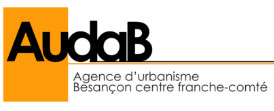 AudaB
Agence d'urbanisme
Besançon centre franche-comté